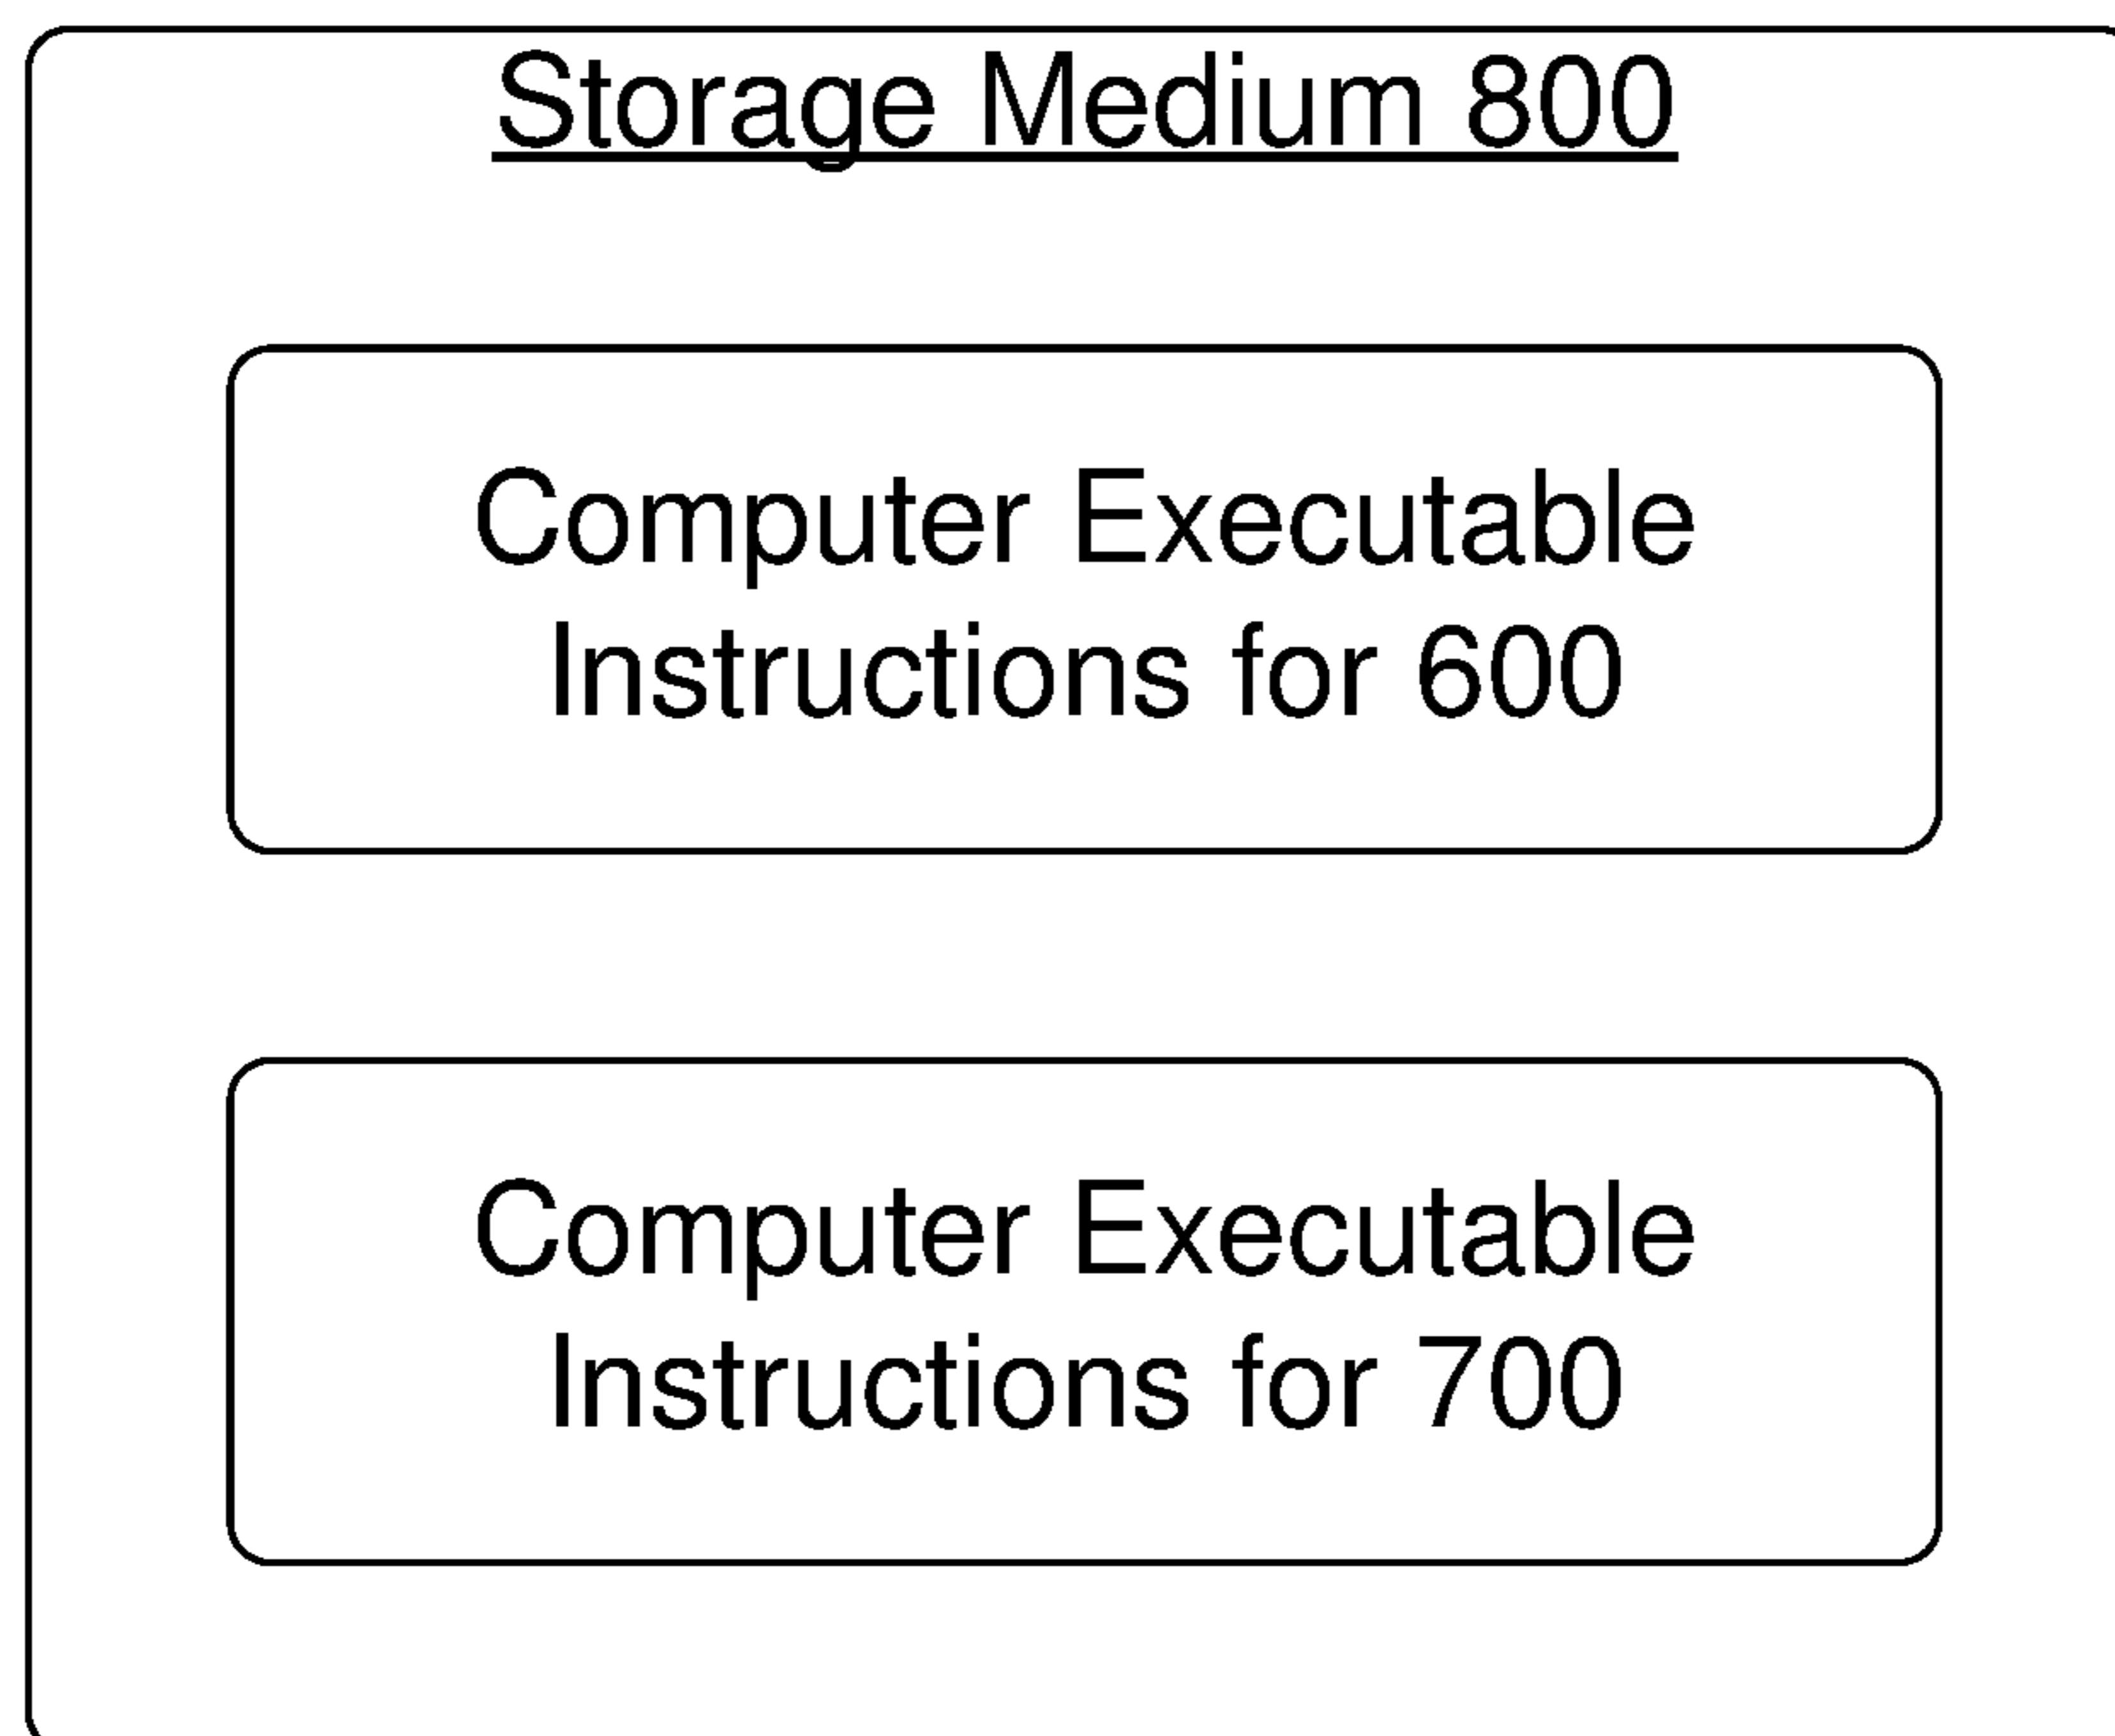 Storage Medium 800
Computer Executable
Instructions for 600
Computer Executable
Instructions for 700